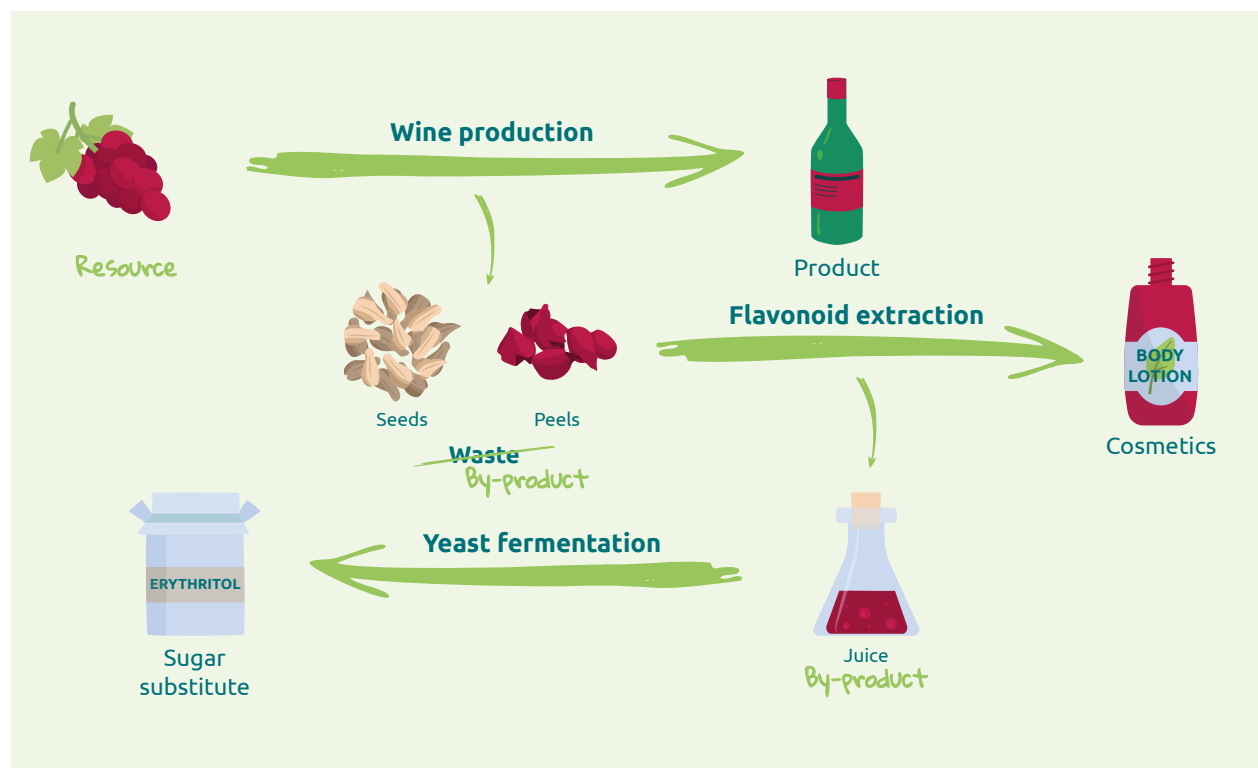 Wine production
Resource
Product
Flavonoid extraction
BODY
LOTION
Cosmetics
Seeds
Peels
Waste
By-product
Yeast fermentation
ERYTHRITOL
Sugar
substitute
Juice
By-product